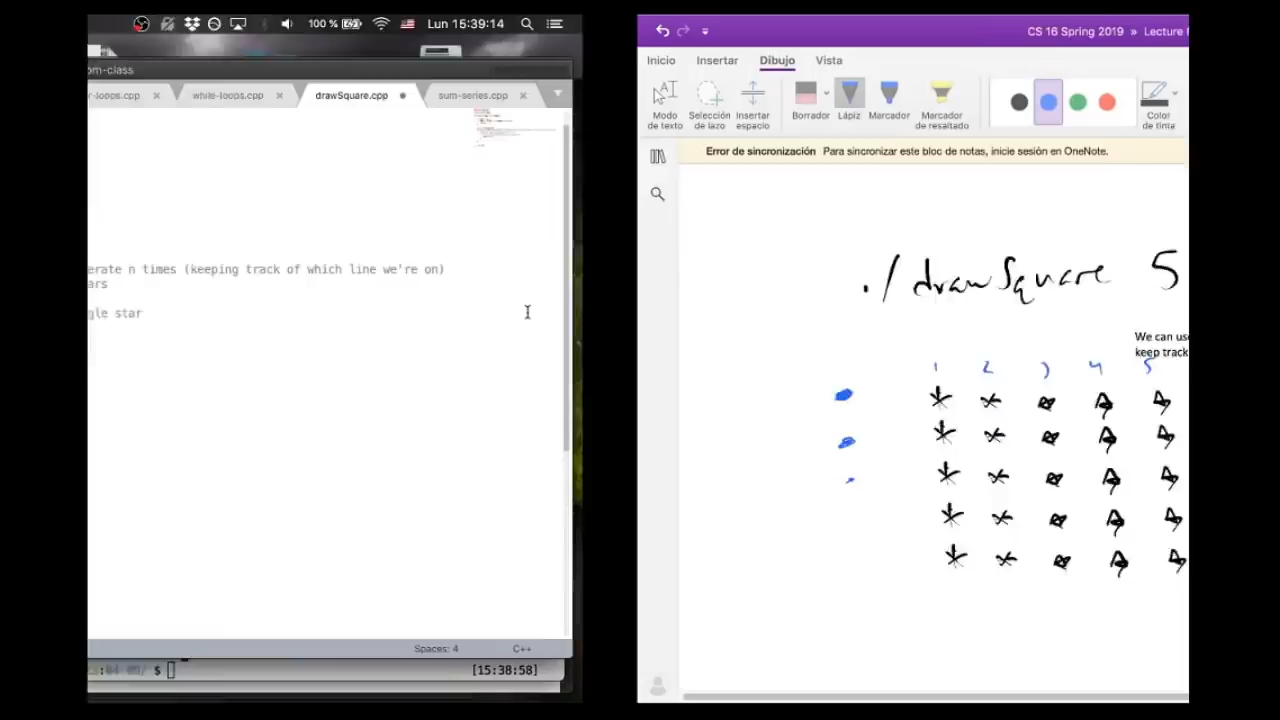 100 % Lun 15:39:14
om-class
r-loops.cpp × while-loops.cpp × drawSquare.cpp sum-series.cpp ×
erate n times (keeping track of which line we're on)
ars
gle star
Spaces: 4 C++
$ [15:38:58]
CS 16 Spring 2019 » Lecture
Inicio Insertar Dibujo Vista
Modo de texto
Selección de lazo
Insertar espacio
Borrador
Lápiz
Marcador
Marcador de resaltado
Color de tinta
Error de sincronización Para sincronizar este bloc de notas, inicie sesión en OneNote.
./drawSquare 5
We can us
keep track
1 2 3 4 5
* * * * *
* * * * *
* * * * *
* * * * *
* * * * *